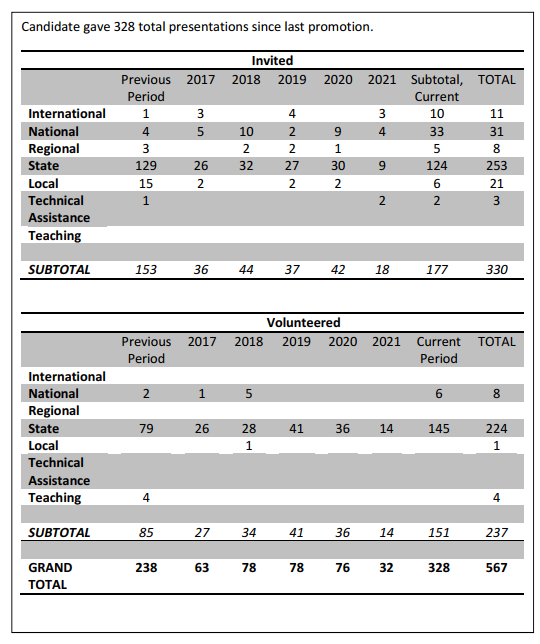 Candidate gave 328 total presentations since last promotion.
Invited
Previous Period 2017 2018 2019 2020 2021 Subtotal, Current TOTAL
International 1 3 4 3 10 11
National 4 5 10 2 9 4 33 31
Regional 3 2 2 1 5 8
State 129 26 32 27 30 9 124 253
Local 15 2 2 2 6 21
Technical Assistance 1 2 2 3
Teaching
SUBTOTAL 153 36 44 37 42 18 177 330
Volunteered
Previous Period 2017 2018 2019 2020 2021 Current Period TOTAL
International
National 2 1 5 6 8
Regional
State 79 26 28 41 36 14 145 224
Local 1 1
Technical Assistance
Teaching 4 4
SUBTOTAL 85 27 34 41 36 14 151 237
GRAND TOTAL 238 63 78 78 76 32 328 567